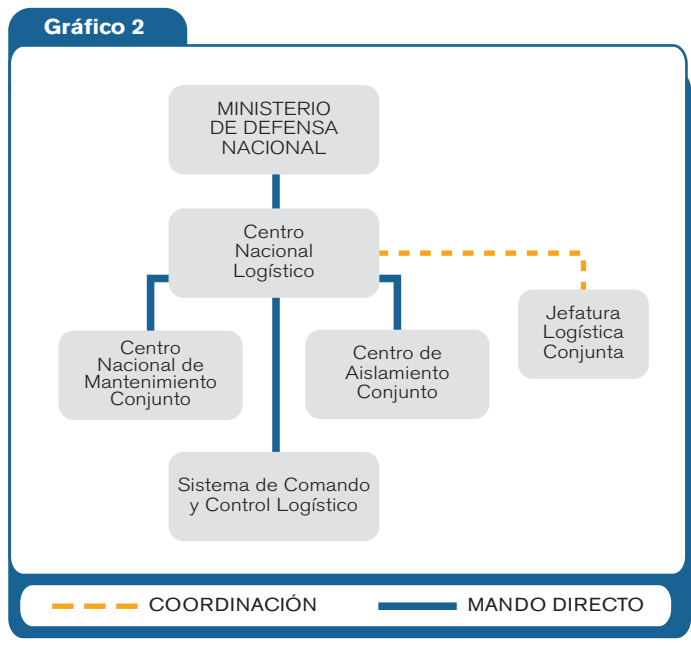 Gráfico 2
MINISTERIO
DE DEFENSA
NACIONAL
Centro
Nacional
Logístico
Jefatura
Logística
Conjunta
Centro
Nacional de
Mantenimiento
Conjunto
Centro de
Aislamiento
Conjunto
Sistema de Comando
y Control Logístico
COORDINACIÓN
MANDO DIRECTO